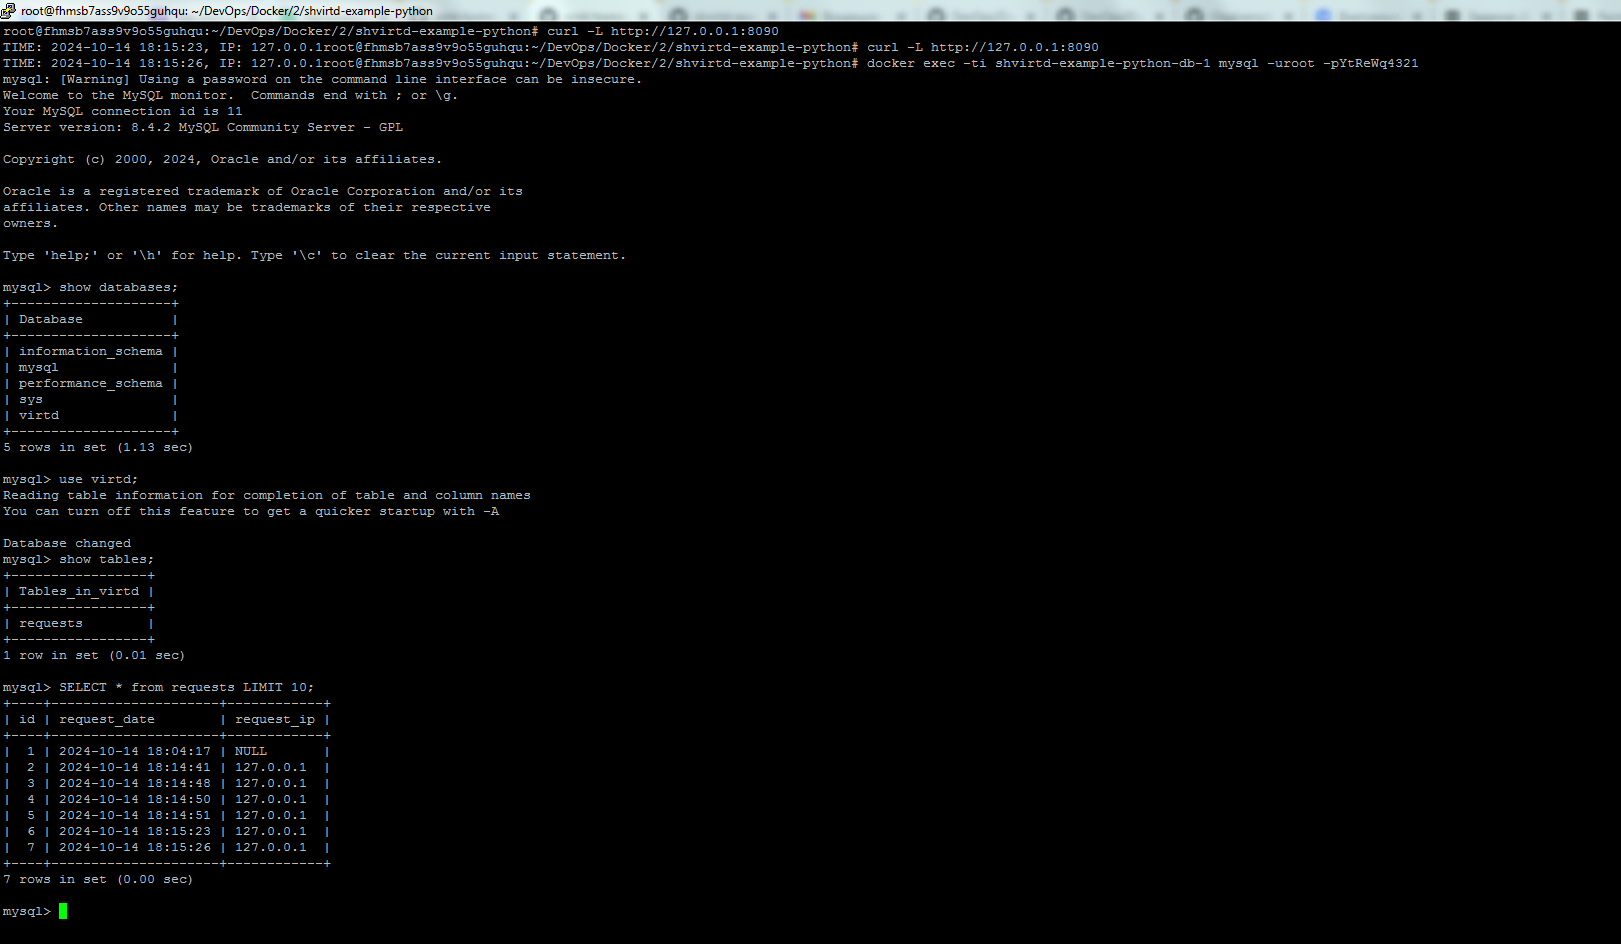 root@fhmsb7ass9v9o55guhqu: ~/DevOps/Docker/2/shvirtd-example-python
root@fhmsb7ass9v9o55guhqu:~/DevOps/Docker/2/shvirtd-example-python# curl -L http://127.0.0.1:8090
TIME: 2024-10-14 18:15:23, IP: 127.0.0.1root@fhmsb7ass9v9o55guhqu:~/DevOps/Docker/2/shvirtd-example-python# curl -L http://127.0.0.1:8090
TIME: 2024-10-14 18:15:26, IP: 127.0.0.1root@fhmsb7ass9v9o55guhqu:~/DevOps/Docker/2/shvirtd-example-python# docker exec -ti shvirtd-example-python-db-1 mysql -uroot -pYtReWq4321
mysql: [Warning] Using a password on the command line interface can be insecure.
Welcome to the MySQL monitor.  Commands end with ; or \g.
Your MySQL connection id is 11
Server version: 8.4.2 MySQL Community Server - GPL

Copyright (c) 2000, 2024, Oracle and/or its affiliates.

Oracle is a registered trademark of Oracle Corporation and/or its
affiliates. Other names may be trademarks of their respective
owners.

Type 'help;' or '\h' for help. Type '\c' to clear the current input statement.

mysql> show databases;
+--------------------+
| Database           |
+--------------------+
| information_schema |
| mysql              |
| performance_schema |
| sys                |
| virtd              |
+--------------------+
5 rows in set (1.13 sec)

mysql> use virtd;
Reading table information for completion of table and column names
You can turn off this feature to get a quicker startup with -A

Database changed
mysql> show tables;
+-----------------+
| Tables_in_virtd |
+-----------------+
| requests        |
+-----------------+
1 row in set (0.01 sec)

mysql> SELECT * from requests LIMIT 10;
+----+---------------------+------------+
| id | request_date        | request_ip |
+----+---------------------+------------+
|  1 | 2024-10-14 18:04:17 | NULL       |
|  2 | 2024-10-14 18:14:41 | 127.0.0.1  |
|  3 | 2024-10-14 18:14:48 | 127.0.0.1  |
|  4 | 2024-10-14 18:14:50 | 127.0.0.1  |
|  5 | 2024-10-14 18:14:51 | 127.0.0.1  |
|  6 | 2024-10-14 18:15:23 | 127.0.0.1  |
|  7 | 2024-10-14 18:15:26 | 127.0.0.1  |
+----+---------------------+------------+
7 rows in set (0.00 sec)

mysql>